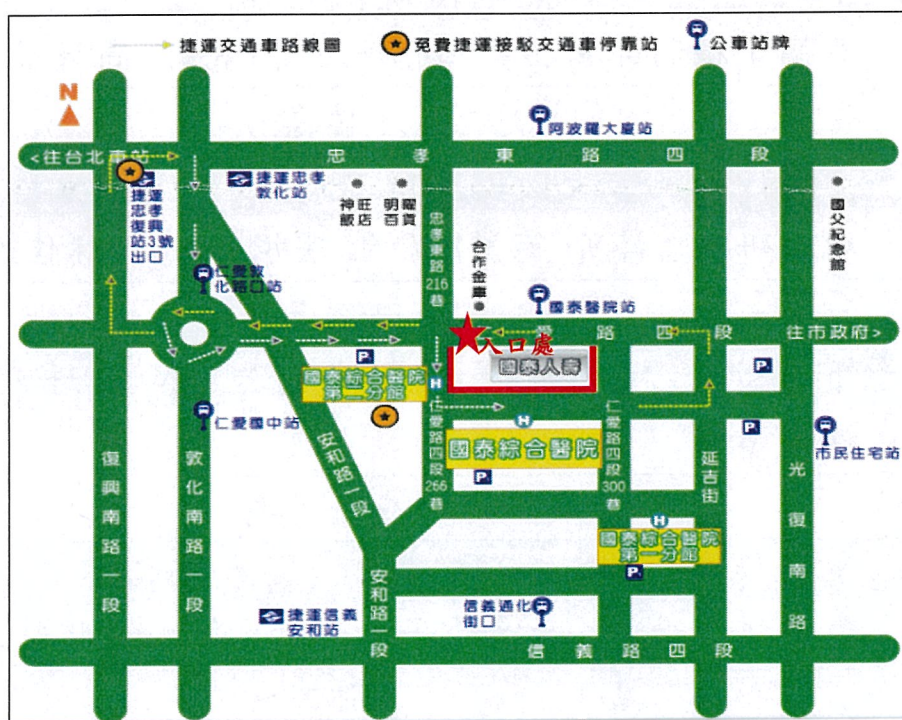 捷運交通車路線圖
免費捷運接駁交通車停靠站
公車站牌
N
阿波羅大廈站
<往台北車站
忠孝東路四段
捷運
忠孝
復興
站3號
出口
捷運忠孝
敦化站
神旺
飯店
明曜
百貨
忠孝東路216巷
合作金庫
國父紀念館
仁愛敦
化路口站
國泰醫院站
愛路四段
往市政府>
入口處
國泰人壽
P
國泰綜合醫院
第二分館
H
P
仁愛路四段266巷
H
仁愛路四段300巷
仁愛國中站
國泰綜合醫院
P
P
市民住宅站
安和路一段
延吉街
光復南路
復興南路一段
敦化南路一段
H
國泰綜合醫院
第一分館
P
安和路一段
捷運信義
安和站
信義通化
街口
信義路四段